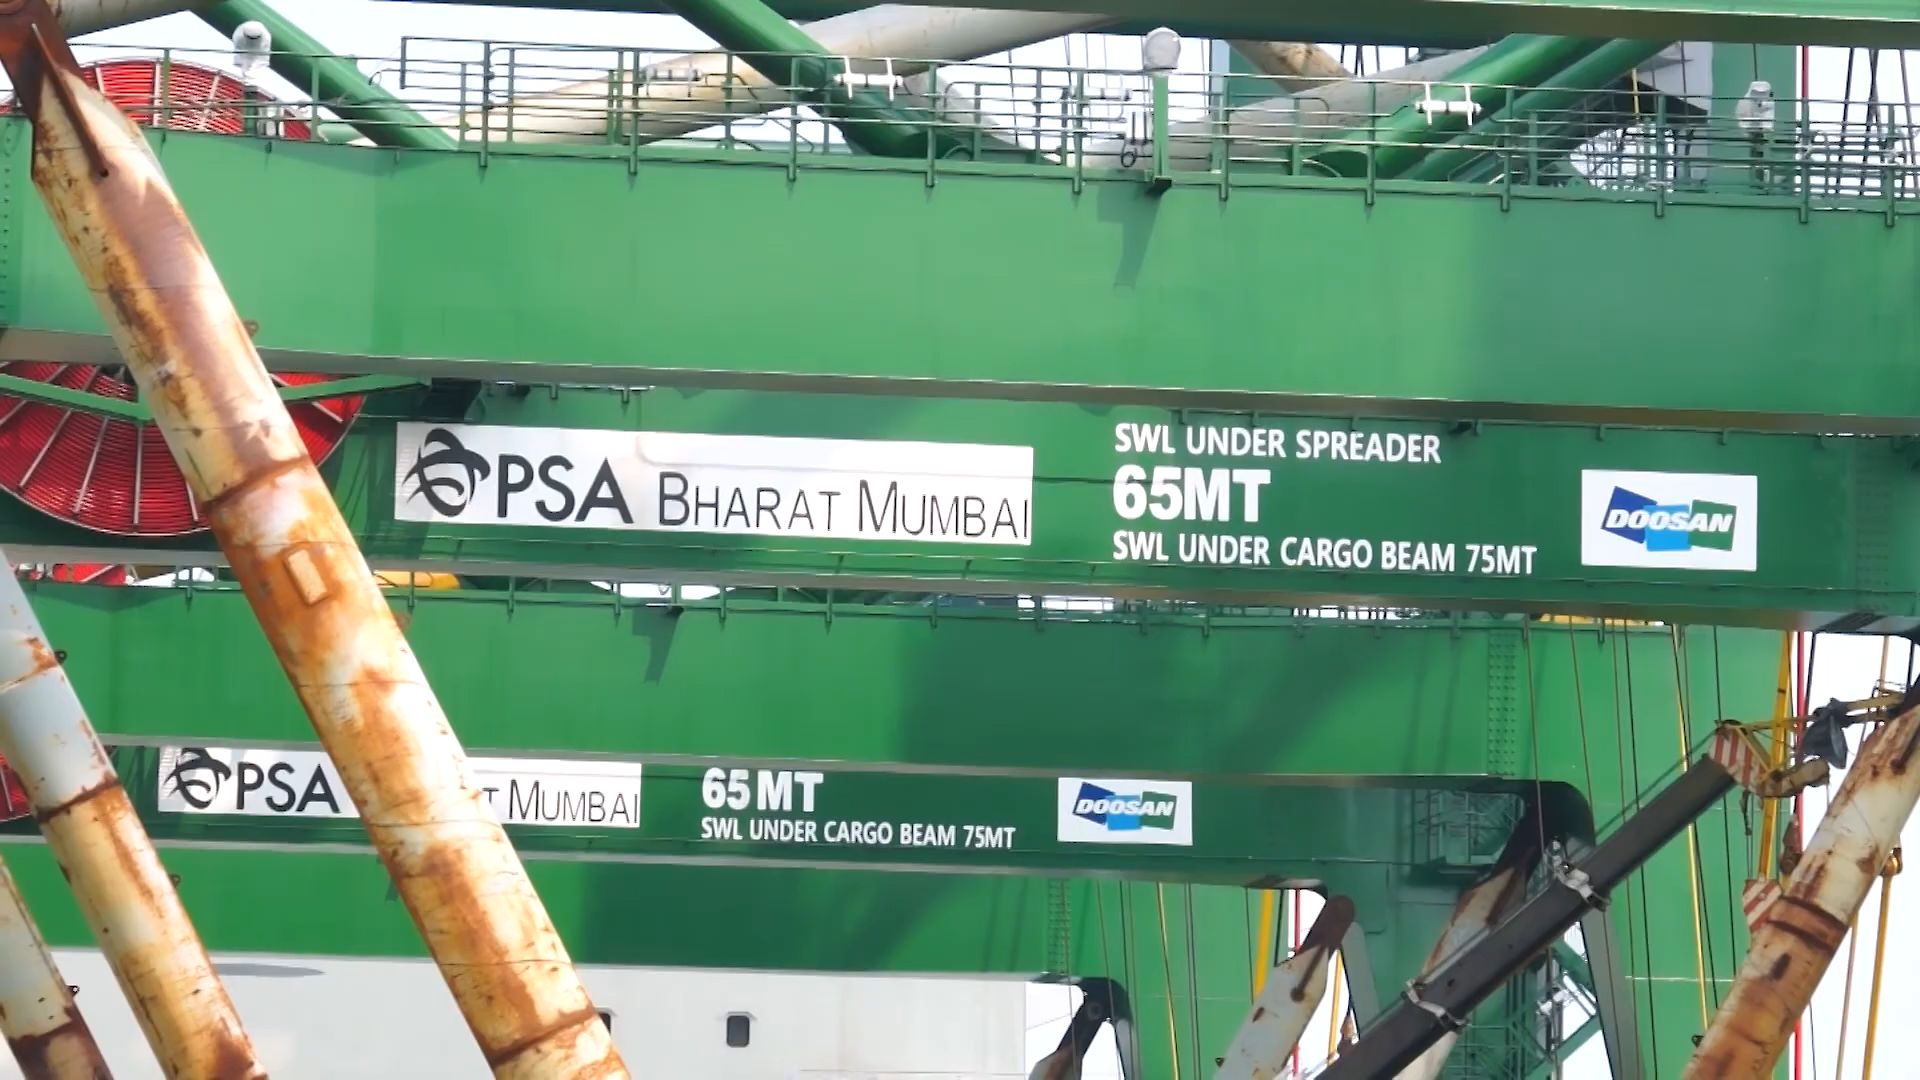 PSA BHARAT MUMBAI
SWL UNDER SPREADER
65MT
SWL UNDER CARGO BEAM 75MT
DOOSAN
PSA T MUMBAI
65 MT
SWL UNDER CARGO BEAM 75MT
DOOSAN